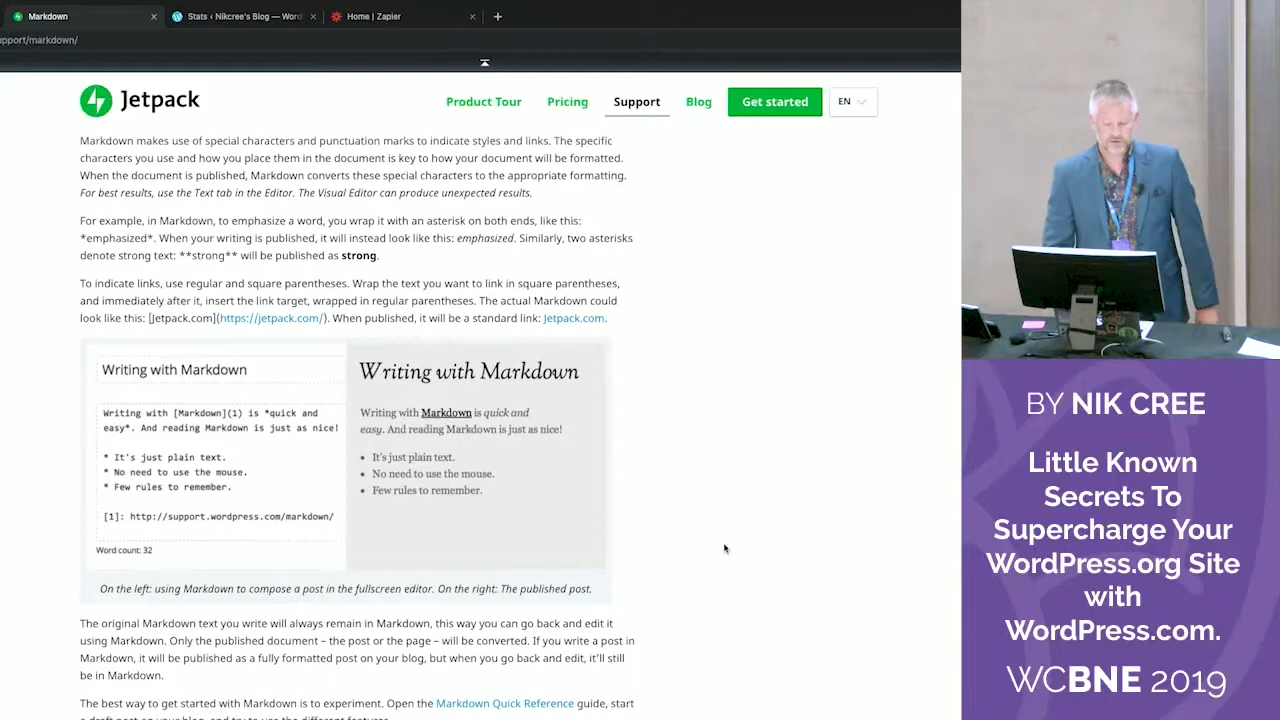 Markdown
Stats ‹ Nikcree's Blog — Word
Home | Zapier
upport/markdown/
Jetpack
Product Tour
Pricing
Support
Blog
Get started
EN
Markdown makes use of special characters and punctuation marks to indicate styles and links. The specific
characters you use and how you place them in the document is key to how your document will be formatted.
When the document is published, Markdown converts these special characters to the appropriate formatting.
For best results, use the Text tab in the Editor. The Visual Editor can produce unexpected results.
For example, in Markdown, to emphasize a word, you wrap it with an asterisk on both ends, like this:
*emphasized*. When your writing is published, it will instead look like this: emphasized. Similarly, two asterisks
denote strong text: **strong** will be published as strong.
To indicate links, use regular and square parentheses. Wrap the text you want to link in square parentheses,
and immediately after it, insert the link target, wrapped in regular parentheses. The actual Markdown could
look like this: [Jetpack.com](https://jetpack.com/). When published, it will be a standard link: Jetpack.com.
Writing with Markdown
Writing with [Markdown](1) is *quick and
easy*. And reading Markdown is just as nice!
* It's just plain text.
* No need to use the mouse.
* Few rules to remember.
[1]: http://support.wordpress.com/markdown/
Word count: 32
Writing with Markdown
Writing with Markdown is quick and
easy. And reading Markdown is just as nice!
• It's just plain text.
• No need to use the mouse.
• Few rules to remember.
On the left: using Markdown to compose a post in the fullscreen editor. On the right: The published post.
The original Markdown text you write will always remain in Markdown, this way you can go back and edit it
using Markdown. Only the published document – the post or the page – will be converted. If you write a post in
Markdown, it will be published as a fully formatted post on your blog, but when you go back and edit, it'll still
be in Markdown.
The best way to get started with Markdown is to experiment. Open the Markdown Quick Reference guide, start
a draft post on your blog, and try to use the different features.
BY NIK CREE
Little Known
Secrets To
Supercharge Your
WordPress.org Site
with
WordPress.com.
WCBNE 2019